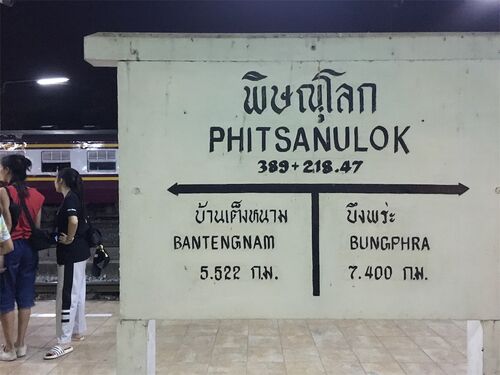 พิษณุโลก
PHITSANULOK
389+218.47
บ้านเต็งหนาม
BANTENGNAM
5.522 ก.ม.
บึงพระ
BUNGPHRA
7.400 ก.ม.